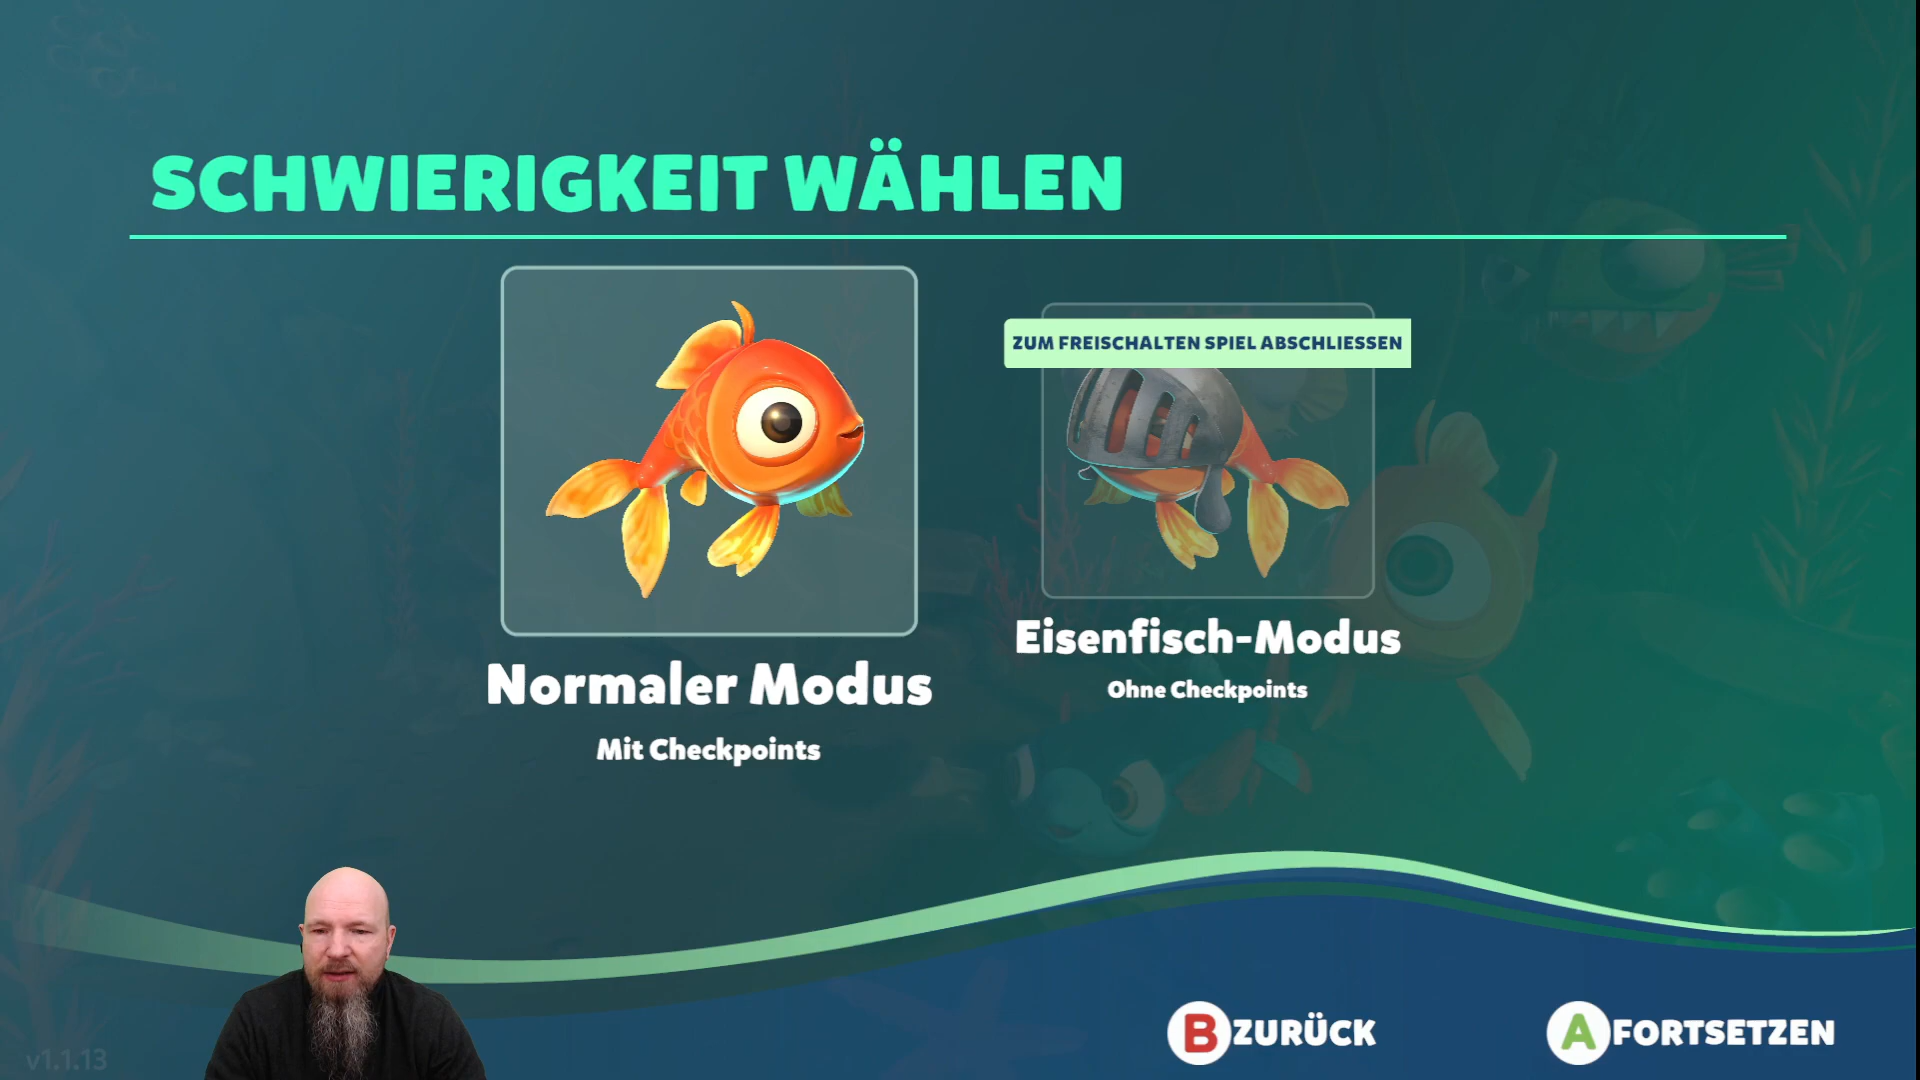 SCHWIERIGKEIT WÄHLEN
ZUM FREISCHALTEN SPIEL ABSCHLIESSEN
Normaler Modus
Mit Checkpoints
Eisenfisch-Modus
Ohne Checkpoints
B ZURÜCK
A FORTSETZEN
v1.1.13